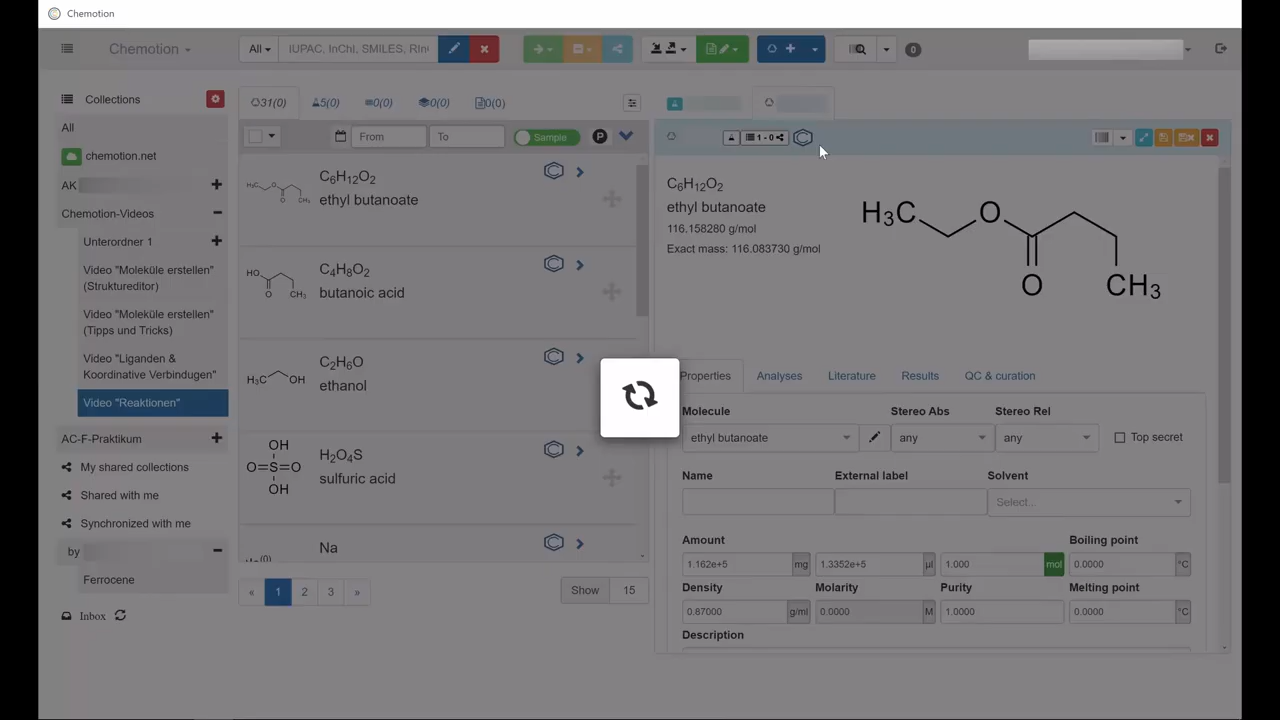 Chemotion
Chemotion
All
IUPAC, InChI, SMILES, RIn
0
Collections
All
chemotion.net
AK
Chemotion-Videos
Unterordner 1
Video "Moleküle erstellen"
(Struktureditor)
Video "Moleküle erstellen"
(Tipps und Tricks)
Video "Liganden &
Koordinative Verbindugen"
Video "Reaktionen"
AC-F-Praktikum
My shared collections
Shared with me
Synchronized with me
by
Ferrocene
Inbox
31(0)
5(0)
0(0)
0(0)
0(0)
From
To
Sample
P
C₆H₁₂O₂
ethyl butanoate
C₄H₈O₂
butanoic acid
HO
O
CH₃
C₂H₆O
ethanol
H₃C
OH
H₂O₄S
sulfuric acid
OH
O=S=O
OH
Na
« 1 2 3 »
Show 15
1 - 0
C₆H₁₂O₂
ethyl butanoate
116.158280 g/mol
Exact mass: 116.083730 g/mol
H₃C
O
O
CH₃
Properties
Analyses
Literature
Results
QC & curation
Molecule
Stereo Abs
Stereo Rel
ethyl butanoate
any
any
Top secret
Name
External label
Solvent
Select...
Amount
Boiling point
1.162e+5 mg
1.3352e+5 µl
1.000 mol
0.0000 °C
Density
Molarity
Purity
Melting point
0.87000 g/ml
0.0000 M
1.0000
0.0000 °C
Description